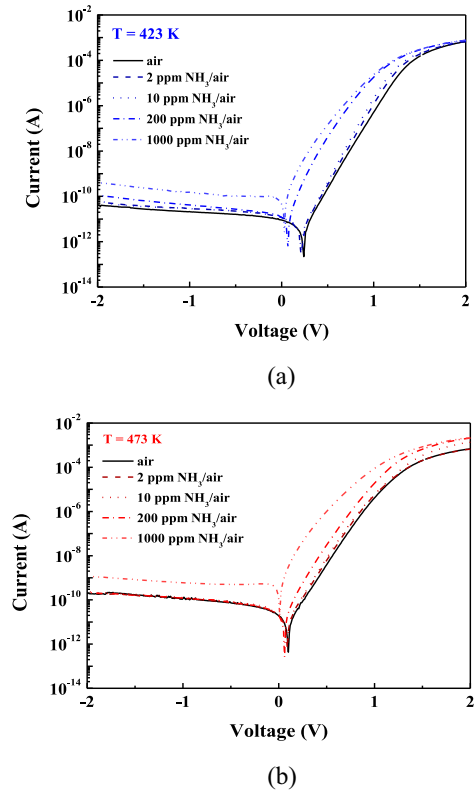 T = 423 K
air
2 ppm NH₃/air
10 ppm NH₃/air
200 ppm NH₃/air
1000 ppm NH₃/air
Current (A)
10⁻²
10⁻⁴
10⁻⁶
10⁻⁸
10⁻¹⁰
10⁻¹²
10⁻¹⁴
-2 -1 0 1 2
Voltage (V)
(a)
T = 473 K
air
2 ppm NH₃/air
10 ppm NH₃/air
200 ppm NH₃/air
1000 ppm NH₃/air
Current (A)
10⁻²
10⁻⁴
10⁻⁶
10⁻⁸
10⁻¹⁰
10⁻¹²
10⁻¹⁴
-2 -1 0 1 2
Voltage (V)
(b)